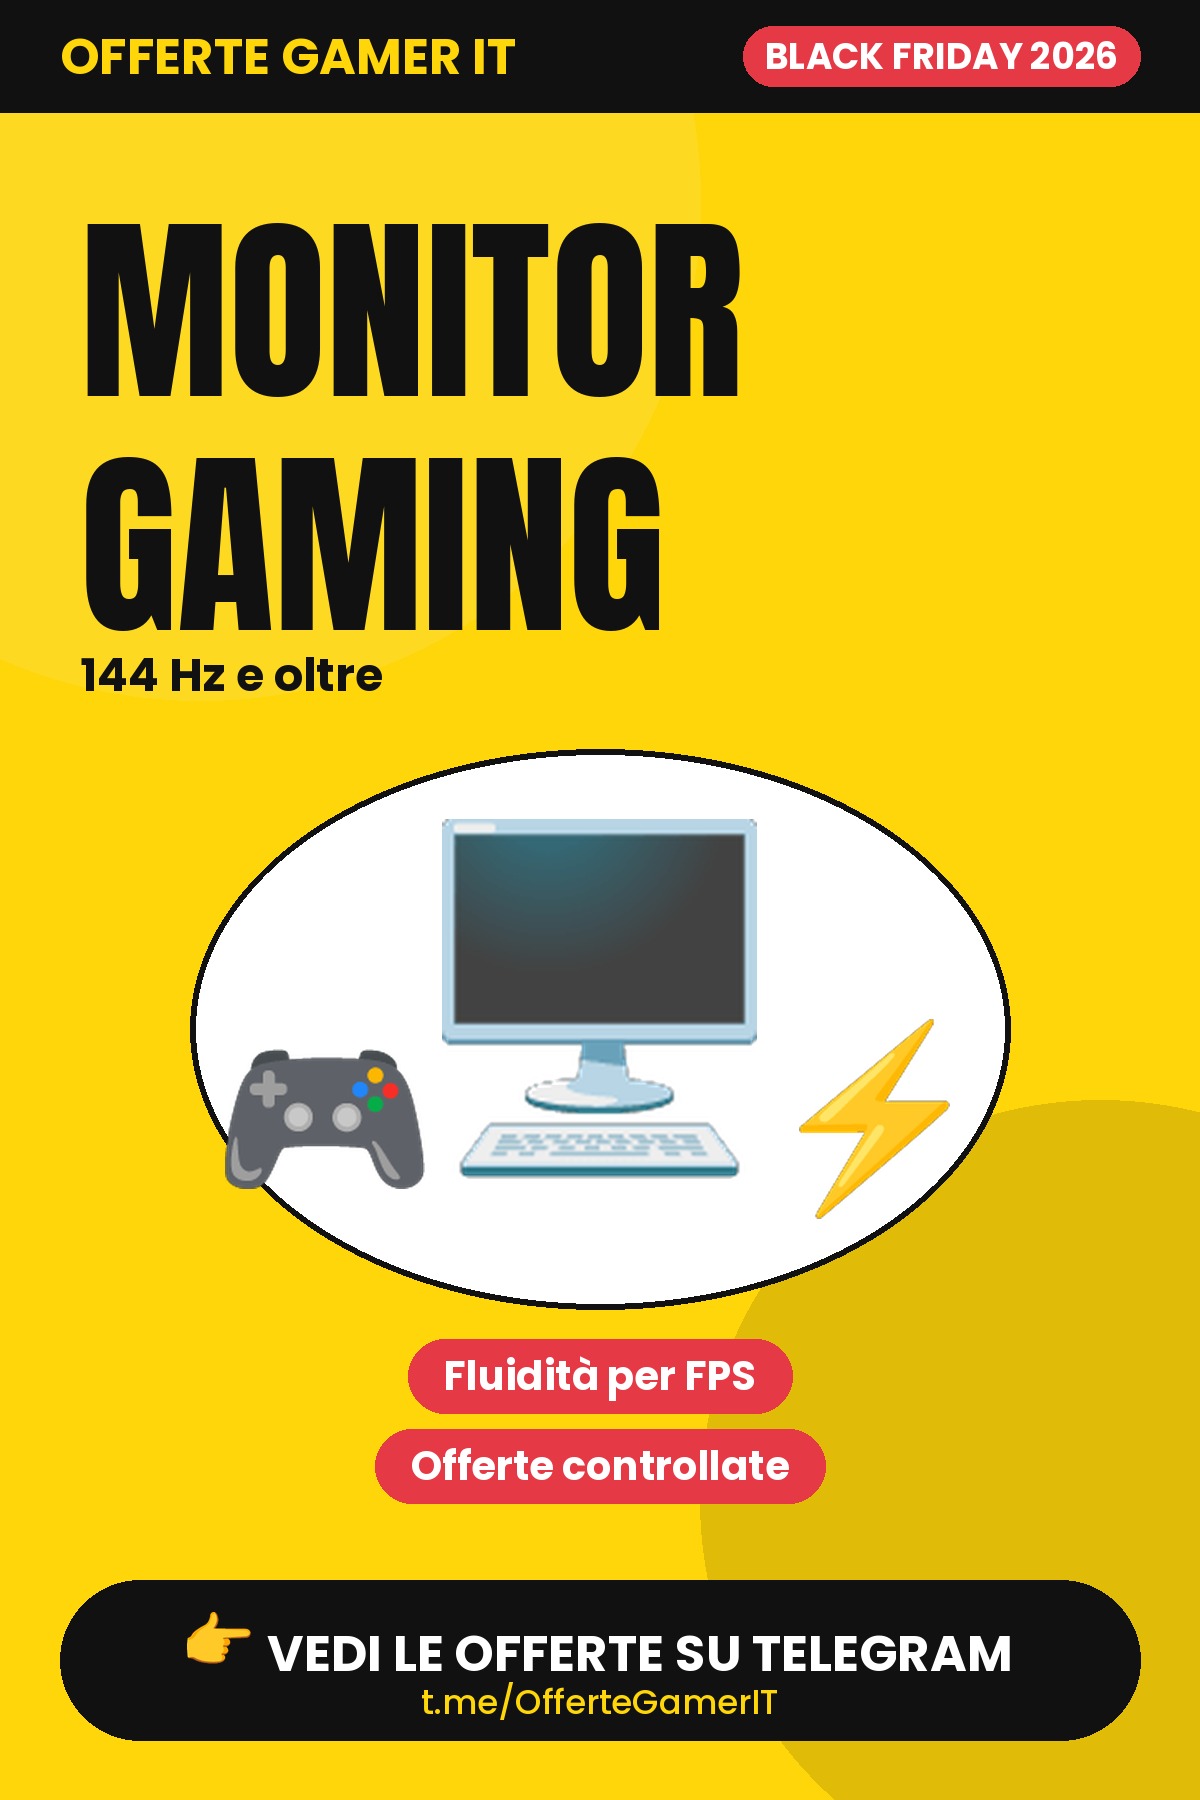 OFFERTE GAMER IT
BLACK FRIDAY 2026
MONITOR
GAMING
144 Hz e oltre
Fluidità per FPS
Offerte controllate
VEDI LE OFFERTE SU TELEGRAM
t.me/OfferteGamerIT